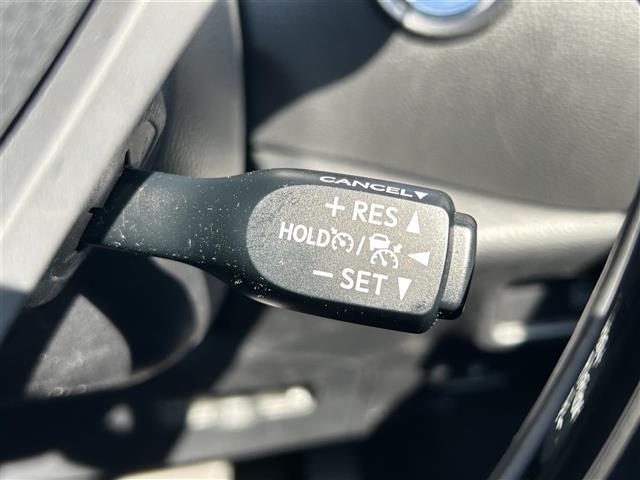 CANCEL▼
+ RES ▲
HOLD / ◀
− SET ▼